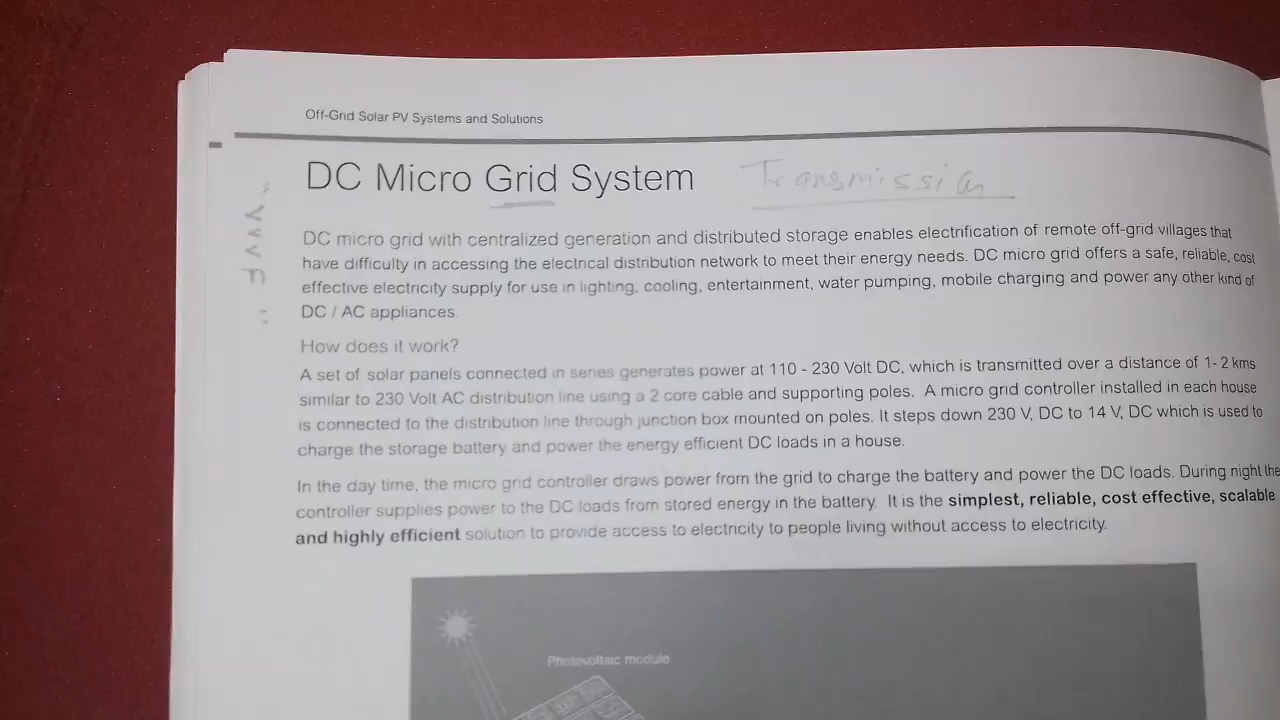 Off-Grid Solar PV Systems and Solutions
DC Micro Grid System Transmission
DC micro grid with centralized generation and distributed storage enables electrification of remote off-grid villages that
have difficulty in accessing the electrical distribution network to meet their energy needs. DC micro grid offers a safe, reliable, cost
effective electricity supply for use in lighting, cooling, entertainment, water pumping, mobile charging and power any other kind of
DC / AC appliances.
How does it work?
A set of solar panels connected in series generates power at 110 - 230 Volt DC, which is transmitted over a distance of 1- 2 kms
similar to 230 Volt AC distribution line using a 2 core cable and supporting poles. A micro grid controller installed in each house
is connected to the distribution line through junction box mounted on poles. It steps down 230 V, DC to 14 V, DC which is used to
charge the storage battery and power the energy efficient DC loads in a house.
In the day time, the micro grid controller draws power from the grid to charge the battery and power the DC loads. During night the
controller supplies power to the DC loads from stored energy in the battery. It is the simplest, reliable, cost effective, scalable
and highly efficient solution to provide access to electricity to people living without access to electricity.
Photovoltaic module